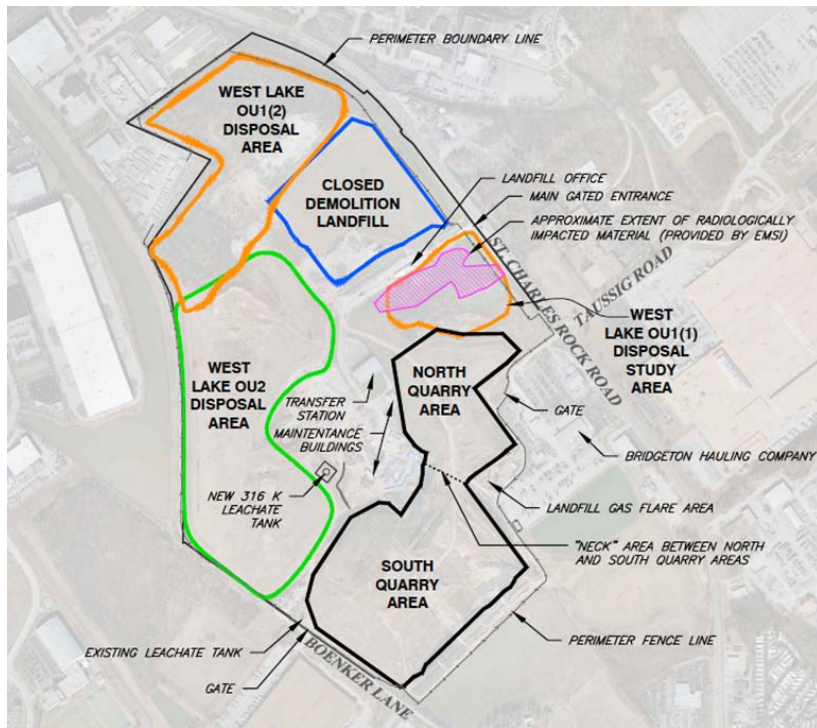 PERIMETER BOUNDARY LINE
WEST LAKE
OU1(2)
DISPOSAL
AREA
CLOSED
DEMOLITION
LANDFILL
LANDFILL OFFICE
MAIN GATED ENTRANCE
APPROXIMATE EXTENT OF RADIOLOGICALLY
IMPACTED MATERIAL (PROVIDED BY EMSI)
ST. CHARLES ROCK ROAD
TAUSSIG ROAD
WEST
LAKE OU1(1)
DISPOSAL
STUDY
AREA
WEST
LAKE OU2
DISPOSAL
AREA
NORTH
QUARRY
AREA
TRANSFER
STATION
MAINTENTANCE
BUILDINGS
GATE
BRIDGETON HAULING COMPANY
NEW 316 K
LEACHATE
TANK
LANDFILL GAS FLARE AREA
"NECK" AREA BETWEEN NORTH
AND SOUTH QUARRY AREAS
SOUTH
QUARRY
AREA
PERIMETER FENCE LINE
EXISTING LEACHATE TANK
GATE
BOENKER LANE